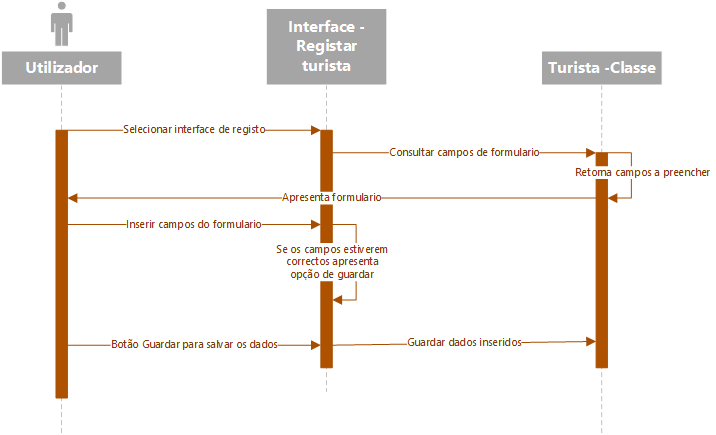 Utilizador
Interface -
Registar
turista
Turista -Classe
Selecionar interface de registo
Consultar campos de formulario
Retorna campos a preencher
Apresenta formulario
Inserir campos do formulario
Se os campos estiverem
correctos apresenta
opção de guardar
Botão Guardar para salvar os dados
Guardar dados inseridos